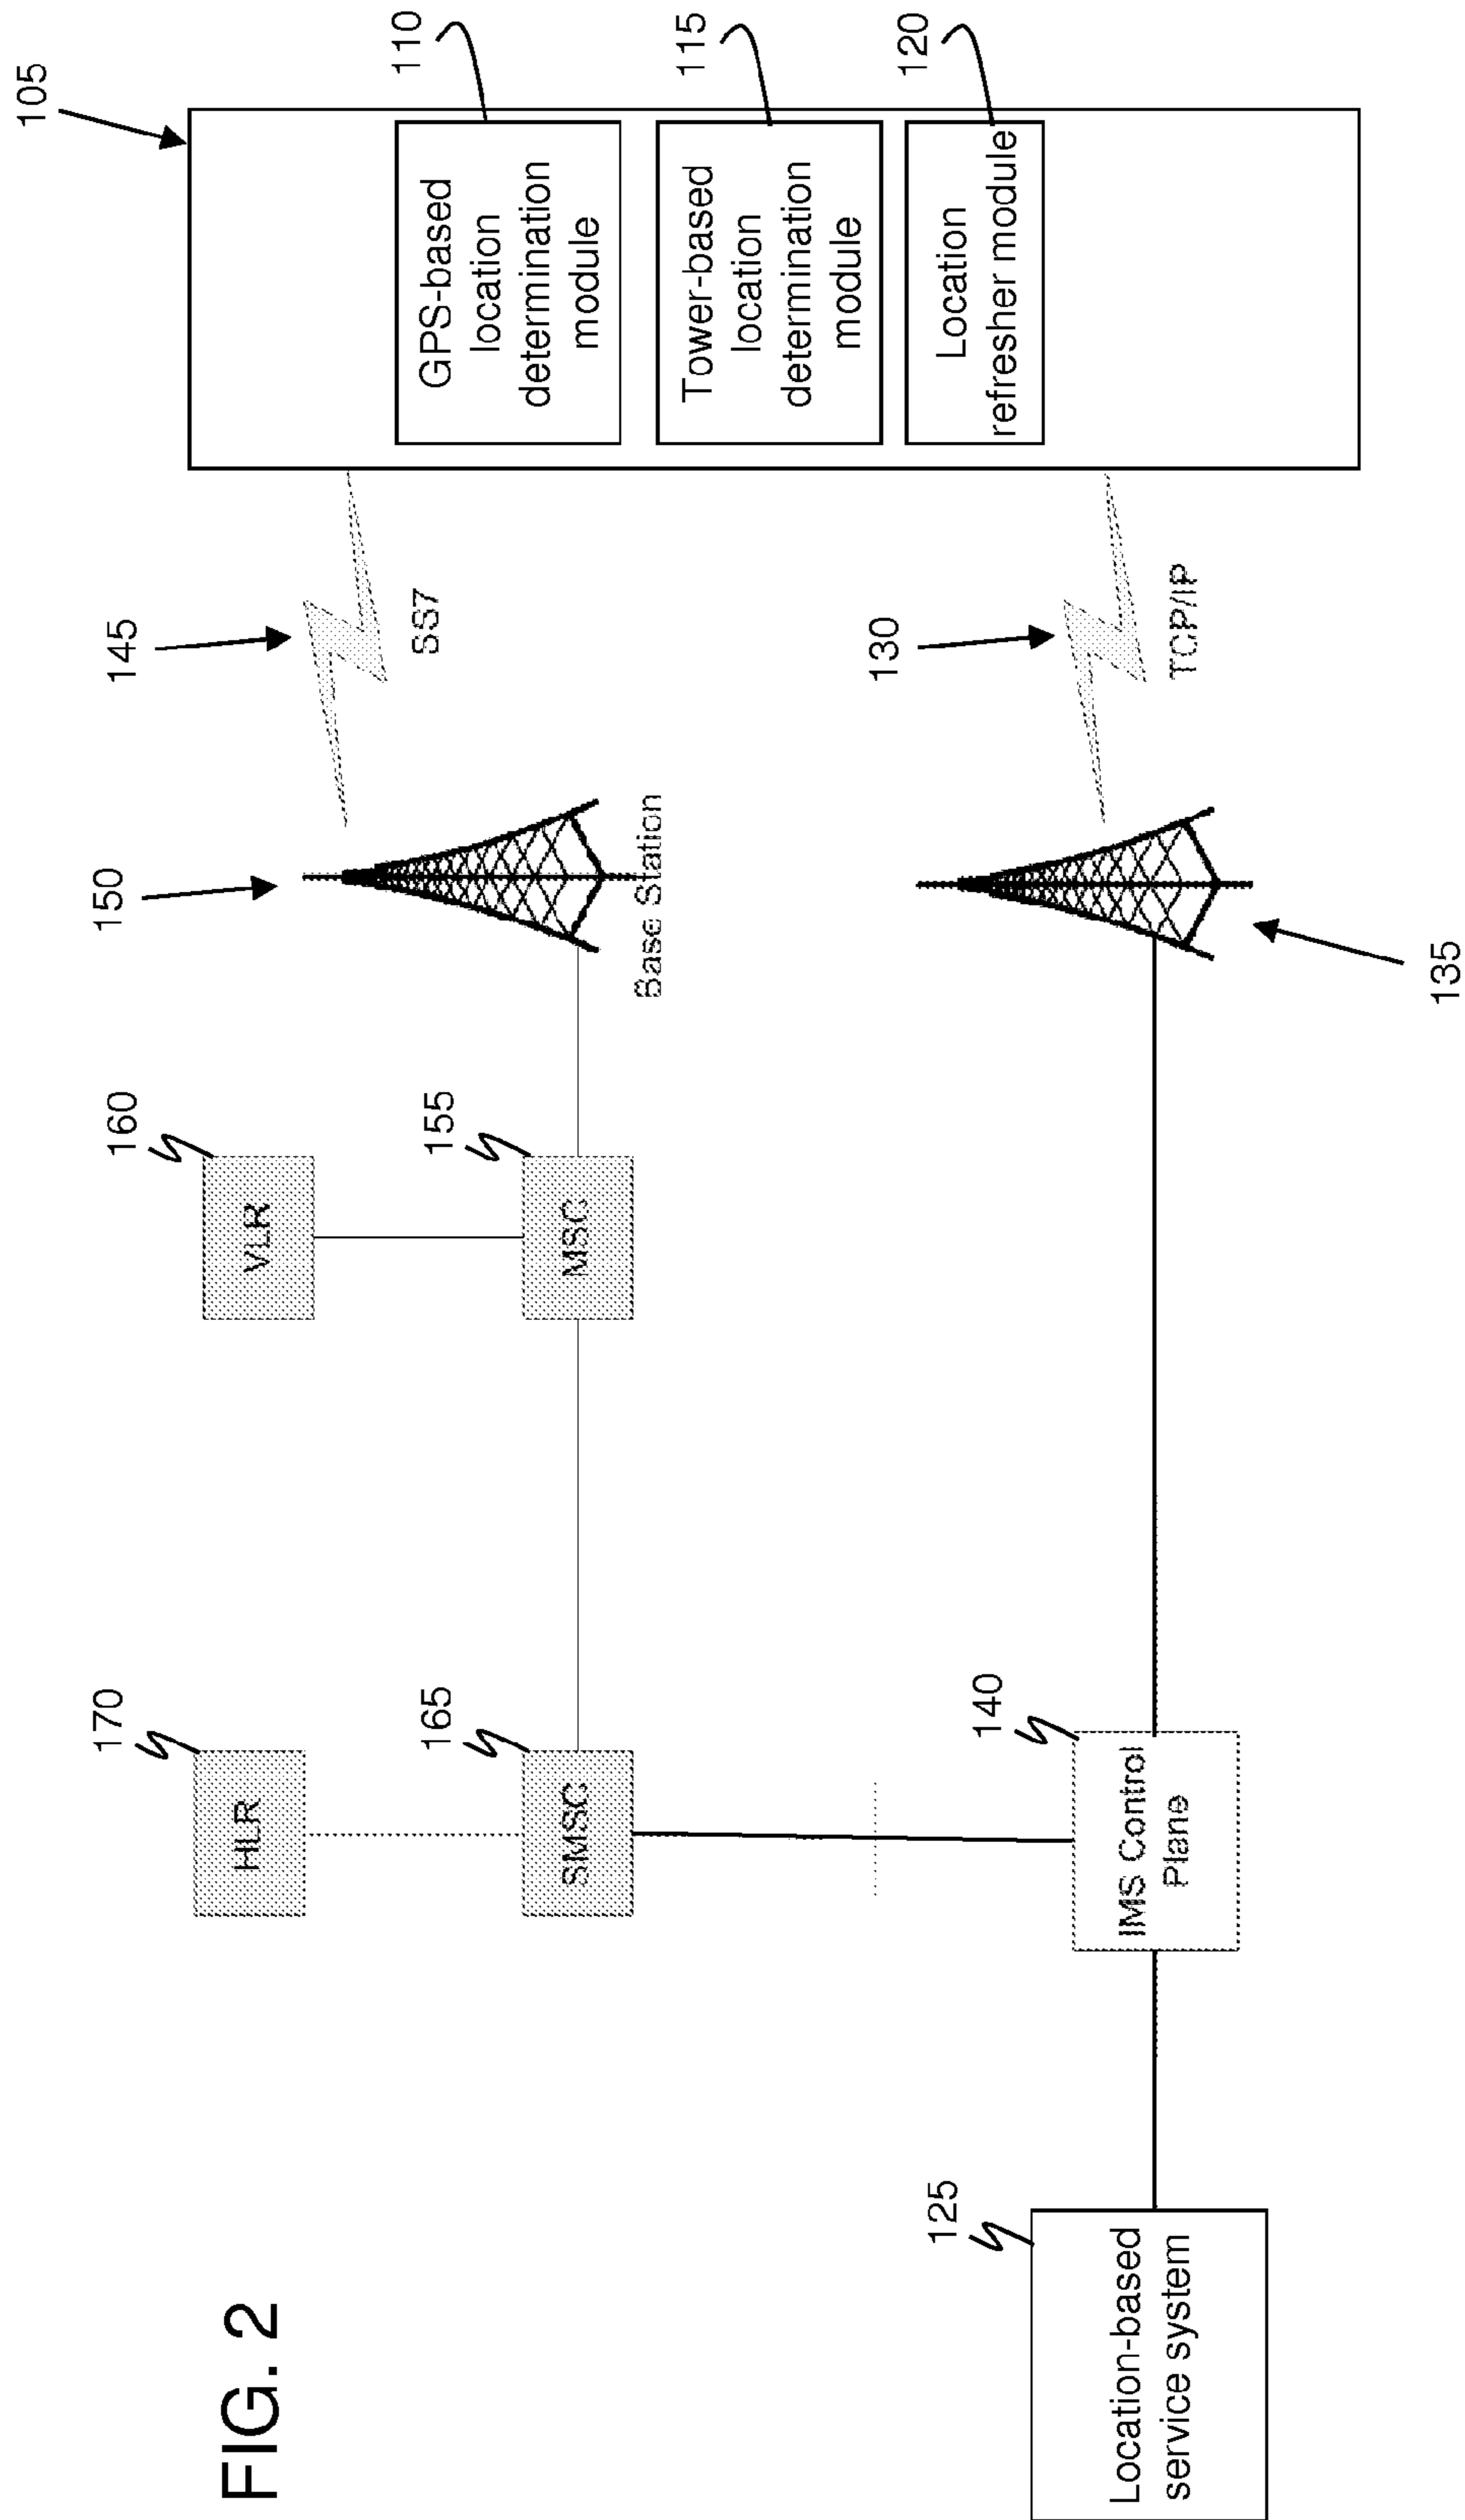 FIG. 2
105
110
GPS-based
location
determination
module
115
Tower-based
location
determination
module
120
Location
refresher module
145
SS7
130
TCP/IP
150
Base Station
135
160
VLR
155
MSC
170
HLR
165
SMSC
140
IMS Control
Plane
125
Location-based
service system